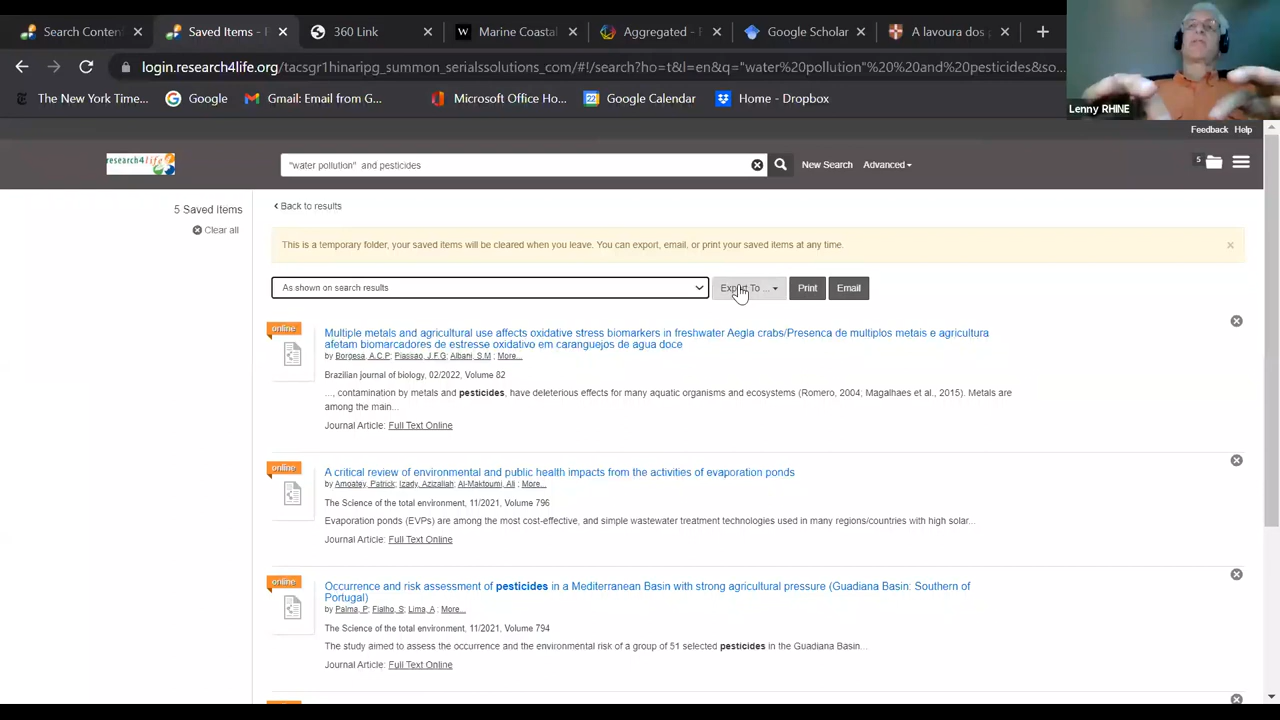 Search Conten
Saved Items - F
360 Link
Marine Coastal
Aggregated - F
Google Scholar
A lavoura dos p
login.research4life.org/tacsgr1hinaripg_summon_serialssolutions_com/#!/search?ho=t&l=en&q="water%20pollution"%20%20and%20pesticides&so...
The New York Time...
Google
Gmail: Email from G...
Microsoft Office Ho...
Google Calendar
Home - Dropbox
Lenny RHINE
Feedback Help
research4life
"water pollution" and pesticides
New Search
Advanced
5
5 Saved Items
Clear all
Back to results
This is a temporary folder, your saved items will be cleared when you leave. You can export, email, or print your saved items at any time.
As shown on search results
Export To ...
Print
Email
online
Multiple metals and agricultural use affects oxidative stress biomarkers in freshwater Aegla crabs/Presenca de multiplos metais e agricultura
afetam biomarcadores de estresse oxidativo em caranguejos de agua doce
by Borgesa, A.C.P; Piassao, J.F.G; Albani, S.M ; More...
Brazilian journal of biology, 02/2022, Volume 82
..., contamination by metals and pesticides, have deleterious effects for many aquatic organisms and ecosystems (Romero, 2004, Magalhaes et al., 2015). Metals are
among the main...
Journal Article: Full Text Online
online
A critical review of environmental and public health impacts from the activities of evaporation ponds
by Amoatey, Patrick; Izady, Azizallah; Al-Maktoumi, Ali ; More...
The Science of the total environment, 11/2021, Volume 796
Evaporation ponds (EVPs) are among the most cost-effective, and simple wastewater treatment technologies used in many regions/countries with high solar...
Journal Article: Full Text Online
online
Occurrence and risk assessment of pesticides in a Mediterranean Basin with strong agricultural pressure (Guadiana Basin: Southern of
Portugal)
by Palma, P; Fialho, S; Lima, A ; More...
The Science of the total environment, 11/2021, Volume 794
The study aimed to assess the occurrence and the environmental risk of a group of 51 selected pesticides in the Guadiana Basin...
Journal Article: Full Text Online